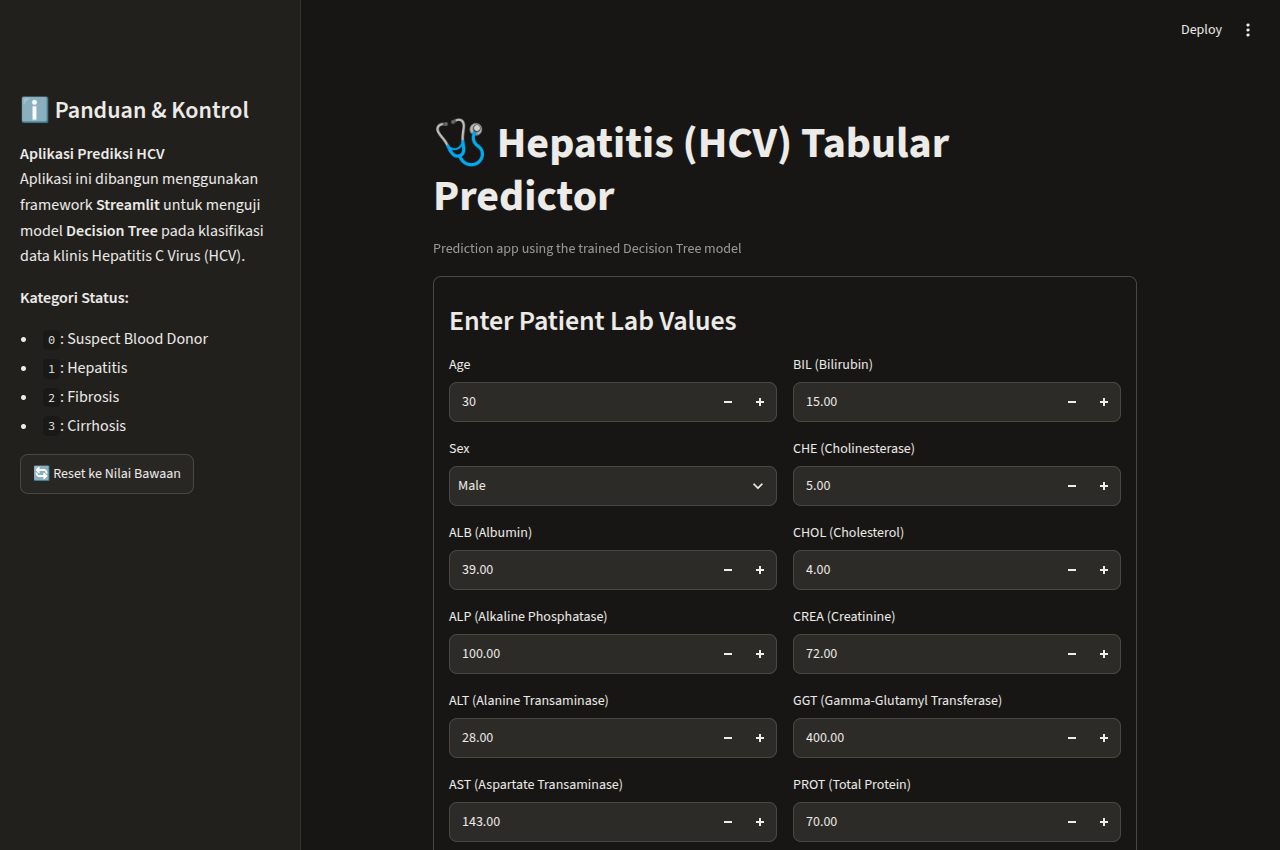 Deploy
ℹ️ Panduan & Kontrol
Aplikasi Prediksi HCV
Aplikasi ini dibangun menggunakan
framework Streamlit untuk menguji
model Decision Tree pada klasifikasi
data klinis Hepatitis C Virus (HCV).
Kategori Status:
• 0 : Suspect Blood Donor
• 1 : Hepatitis
• 2 : Fibrosis
• 3 : Cirrhosis
Reset ke Nilai Bawaan
Hepatitis (HCV) Tabular
Predictor
Prediction app using the trained Decision Tree model
Enter Patient Lab Values
Age
30
BIL (Bilirubin)
15.00
Sex
Male
CHE (Cholinesterase)
5.00
ALB (Albumin)
39.00
CHOL (Cholesterol)
4.00
ALP (Alkaline Phosphatase)
100.00
CREA (Creatinine)
72.00
ALT (Alanine Transaminase)
28.00
GGT (Gamma-Glutamyl Transferase)
400.00
AST (Aspartate Transaminase)
143.00
PROT (Total Protein)
70.00